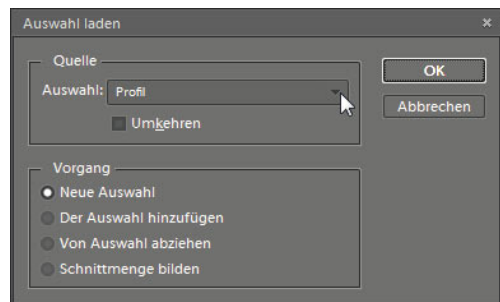 Auswahl laden
Quelle
Auswahl: Profil
Umkehren
OK
Abbrechen
Vorgang
Neue Auswahl
Der Auswahl hinzufügen
Von Auswahl abziehen
Schnittmenge bilden